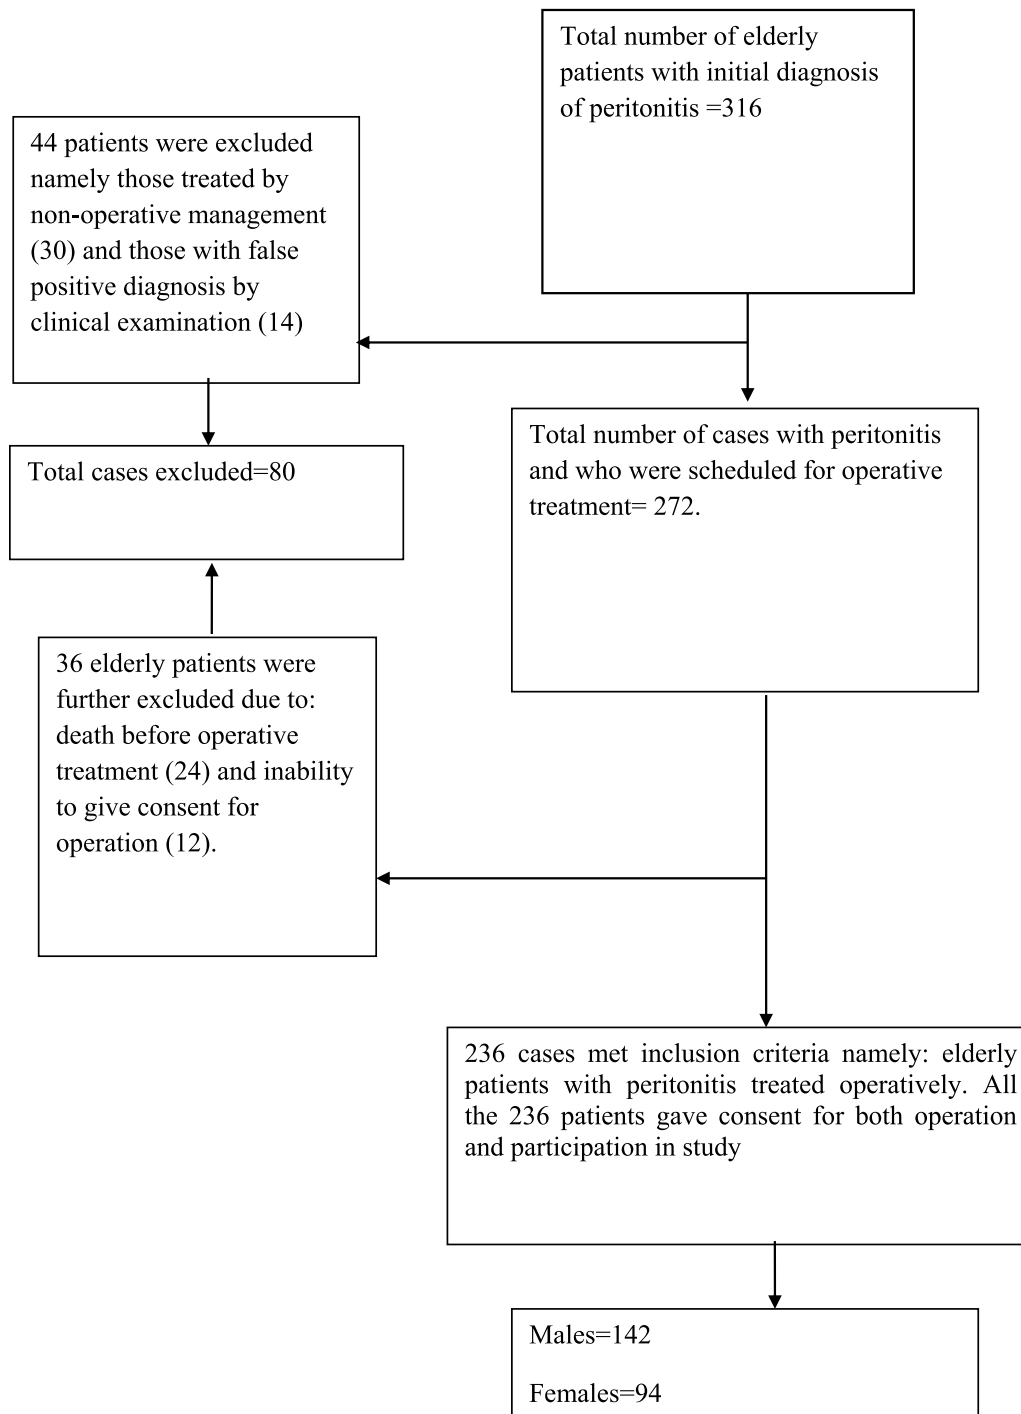 Total number of elderly
patients with initial diagnosis
of peritonitis =316
44 patients were excluded
namely those treated by
non-operative management
(30) and those with false
positive diagnosis by
clinical examination (14)
Total number of cases with peritonitis
and who were scheduled for operative
treatment= 272.
Total cases excluded=80
36 elderly patients were
further excluded due to:
death before operative
treatment (24) and inability
to give consent for
operation (12).
236 cases met inclusion criteria namely: elderly
patients with peritonitis treated operatively. All
the 236 patients gave consent for both operation
and participation in study
Males=142
Females=94